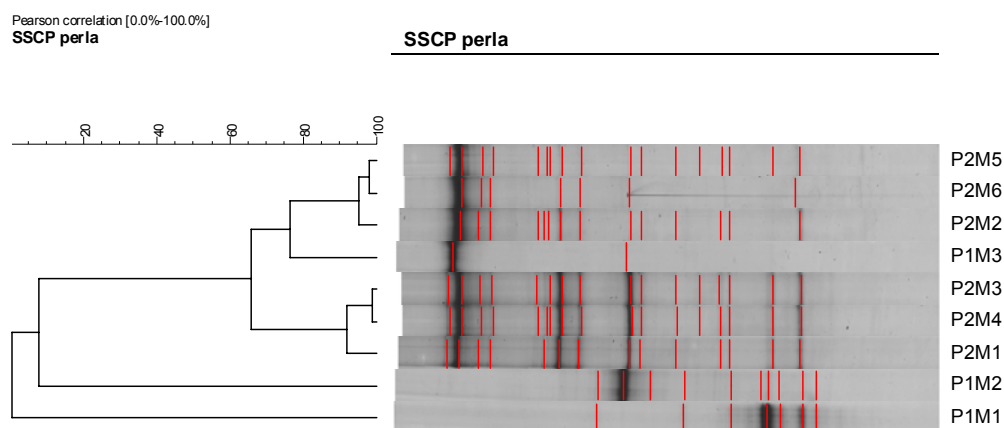 Pearson correlation [0.0%-100.0%]
SSCP perla
SSCP perla
20
40
60
80
100
P2M5
P2M6
P2M2
P1M3
P2M3
P2M4
P2M1
P1M2
P1M1